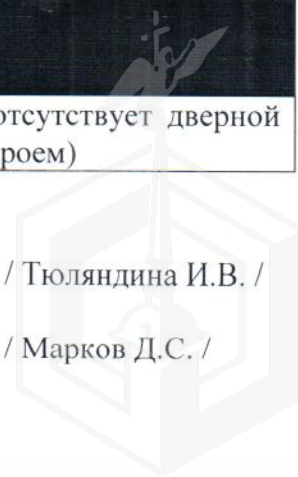 отсутствует дверной
роем)
/ Тюляндина И.В. /
/ Марков Д.С. /